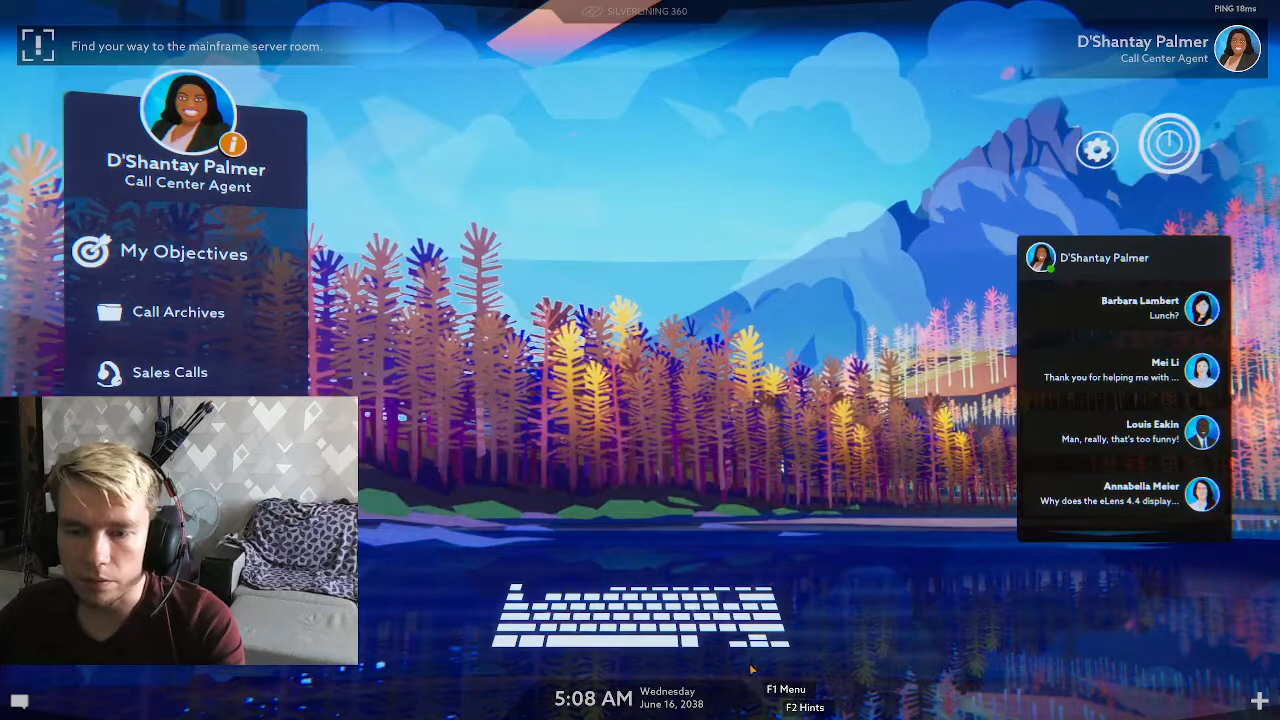 SILVERLINING 360
PING 18ms
Find your way to the mainframe server room.
D'Shantay Palmer
Call Center Agent
D'Shantay Palmer
Call Center Agent
My Objectives
Call Archives
Sales Calls
D'Shantay Palmer
Barbara Lambert
Lunch?
Mei Li
Thank you for helping me with ...
Louis Eakin
Man, really, that's too funny!
Annabella Meier
Why does the eLens 4.4 display...
5:08 AM
Wednesday
June 16, 2038
F1 Menu
F2 Hints